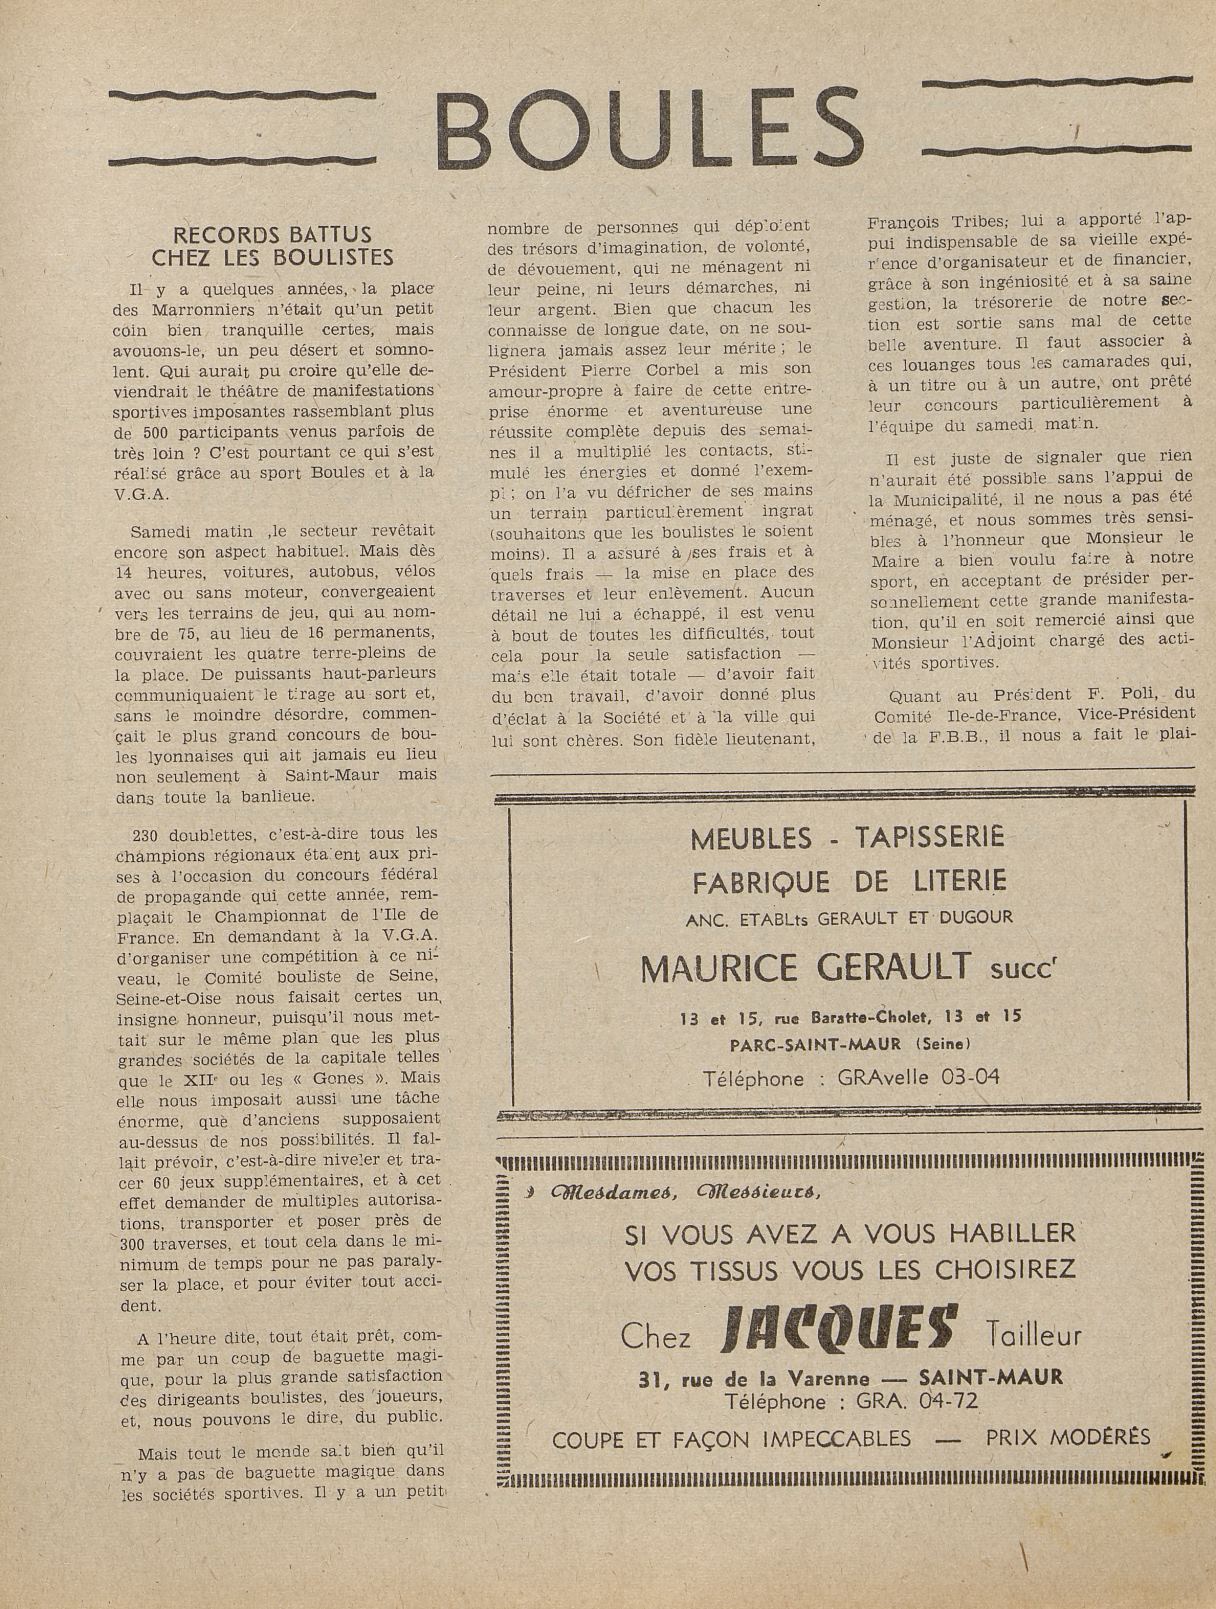 BOULES
RECORDS BATTUS
CHEZ LES BOULISTES
Il y a quelques années, la place
des Marronniers n'était qu'un petit
coin bien tranquille certes, mais
avouons-le, un peu désert et somno-
lent. Qui aurait pu croire qu'elle de-
viendrait le théâtre de manifestations
sportives imposantes rassemblant plus
de 500 participants venus parfois de
très loin ? C'est pourtant ce qui s'est
réalisé grâce au sport Boules et à la
V.G.A.
Samedi matin ,le secteur revêtait
encore son aspect habituel. Mais dès
14 heures, voitures, autobus, vélos
avec ou sans moteur, convergeaient
vers les terrains de jeu, qui au nom-
bre de 75, au lieu de 16 permanents,
couvraient les quatre terre-pleins de
la place. De puissants haut-parleurs
communiquaient le tirage au sort et,
sans le moindre désordre, commen-
çait le plus grand concours de bou-
les lyonnaises qui ait jamais eu lieu
non seulement à Saint-Maur mais
dans toute la banlieue.
230 doublettes, c'est-à-dire tous les
champions régionaux étaient aux pri-
ses à l'occasion du concours fédéral
de propagande qui cette année, rem-
plaçait le Championnat de l'Ile de
France. En demandant à la V.G.A.
d'organiser une compétition à ce ni-
veau, le Comité bouliste de Seine,
Seine-et-Oise nous faisait certes un
insigne honneur, puisqu'il nous met-
tait sur le même plan que les plus
grandes sociétés de la capitale telles
que le XIIe ou les « Gones ». Mais
elle nous imposait aussi une tâche
énorme, que d'anciens supposaient
au-dessus de nos possibilités. Il fal-
lait prévoir, c'est-à-dire niveler et tra-
cer 60 jeux supplémentaires, et à cet
effet demander de multiples autorisa-
tions, transporter et poser près de
300 traverses, et tout cela dans le mi-
nimum de temps pour ne pas paraly-
ser la place, et pour éviter tout acci-
dent.
A l'heure dite, tout était prêt, com-
me par un coup de baguette magi-
que, pour la plus grande satisfaction
des dirigeants boulistes, des joueurs,
et, nous pouvons le dire, du public.
Mais tout le monde sait bien qu'il
n'y a pas de baguette magique dans
les sociétés sportives. Il y a un petit
nombre de personnes qui déploient
des trésors d'imagination, de volonté,
de dévouement, qui ne ménagent ni
leur peine, ni leurs démarches, ni
leur argent. Bien que chacun les
connaisse de longue date, on ne sou-
lignera jamais assez leur mérite ; le
Président Pierre Corbel a mis son
amour-propre à faire de cette entre-
prise énorme et aventureuse une
réussite complète depuis des semai-
nes il a multiplié les contacts, sti-
mulé les énergies et donné l'exem-
pl ; on l'a vu défricher de ses mains
un terrain particulièrement ingrat
(souhaitons que les boulistes le soient
moins). Il a assuré à ses frais et à
quels frais — la mise en place des
traverses et leur enlèvement. Aucun
détail ne lui a échappé, il est venu
à bout de toutes les difficultés, tout
cela pour la seule satisfaction —
mais elle était totale — d'avoir fait
du bon travail, d'avoir donné plus
d'éclat à la Société et à la ville qui
lui sont chères. Son fidèle lieutenant,
François Tribes; lui a apporté l'ap-
pui indispensable de sa vieille expé-
rience d'organisateur et de financier,
grâce à son ingéniosité et à sa saine
gestion, la trésorerie de notre sec-
tion est sortie sans mal de cette
belle aventure. Il faut associer à
ces louanges tous les camarades qui,
à un titre ou à un autre, ont prêté
leur concours particulièrement à
l'équipe du samedi matin.
Il est juste de signaler que rien
n'aurait été possible sans l'appui de
la Municipalité, il ne nous a pas été
ménagé, et nous sommes très sensi-
bles à l'honneur que Monsieur le
Maire a bien voulu faire à notre
sport, en acceptant de présider per-
sonnellement cette grande manifesta-
tion, qu'il en soit remercié ainsi que
Monsieur l'Adjoint chargé des acti-
vités sportives.
Quant au Président F. Poli, du
Comité Ile-de-France, Vice-Président
de la F.B.B., il nous a fait le plai-
MEUBLES - TAPISSERIE
FABRIQUE DE LITERIE
ANC. ETABLts GERAULT ET DUGOUR
MAURICE GERAULT succr
13 et 15, rue Baratte-Cholet, 13 et 15
PARC-SAINT-MAUR (Seine)
Téléphone : GRAvelle 03-04
Mesdames, Messieurs,
SI VOUS AVEZ A VOUS HABILLER
VOS TISSUS VOUS LES CHOISIREZ
Chez JACQUES Tailleur
31, rue de la Varenne — SAINT-MAUR
Téléphone : GRA. 04-72
COUPE ET FAÇON IMPECCABLES — PRIX MODÉRÉS